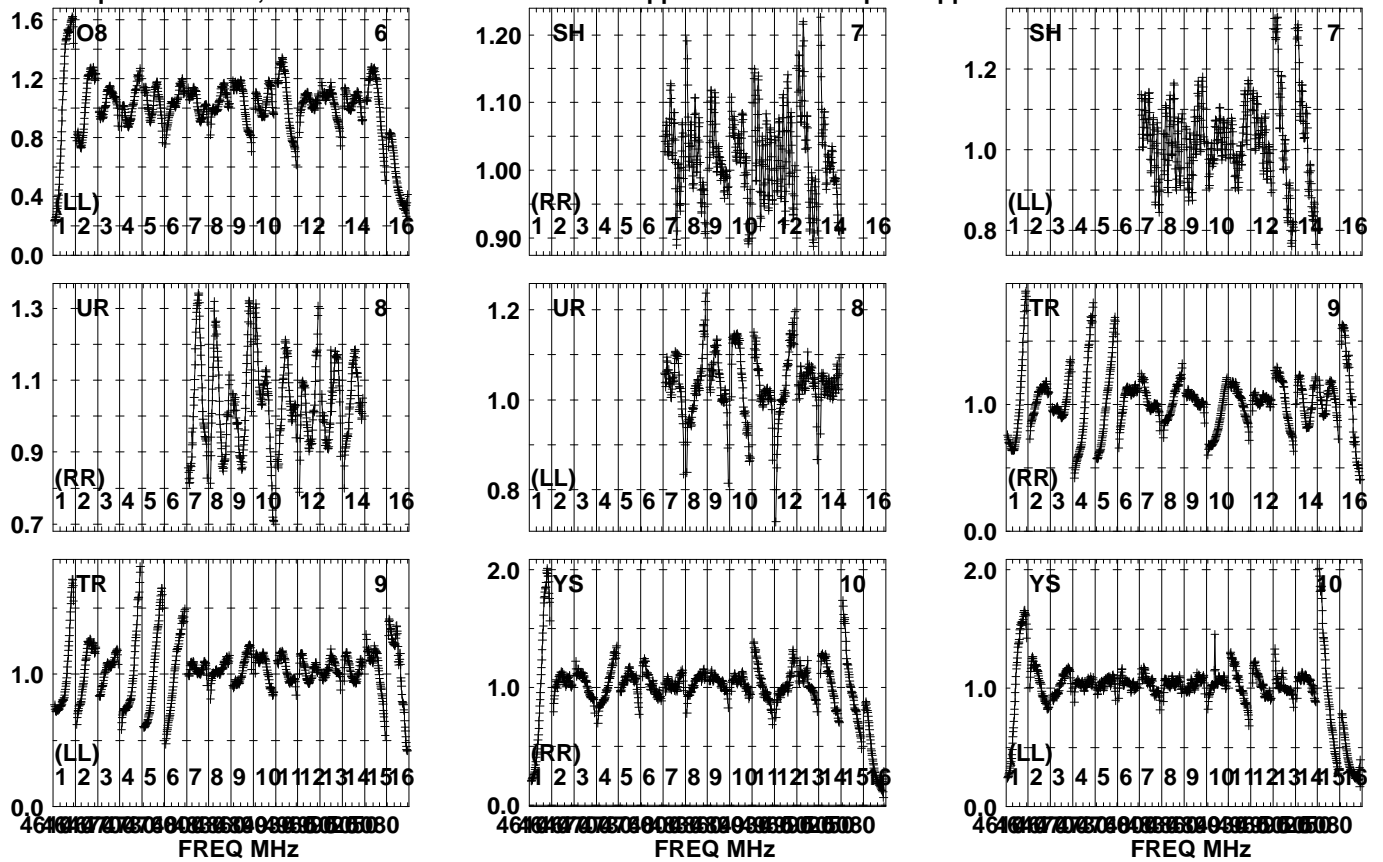 1.6 O8 6
1.2
0.8
0.4 (LL)
1 2 3 4 5 6 7 8 9 10 12 14 16
0.0
1.20 SH 7
1.10
1.00
(RR)
0.90 1 2 3 4 5 6 7 8 9 10 12 14 16
SH 7
1.2
1.0
(LL)
0.8 1 2 3 4 5 6 7 8 9 10 12 14 16
1.3 UR 8
1.1
0.9
(RR)
1 2 3 4 5 6 7 8 9 10 12 14 16
0.7
1.2 UR 8
1.0
(LL)
0.8 1 2 3 4 5 6 7 8 9 10 12 14 16
TR 9
1.0
(RR)
1 2 3 4 5 6 7 8 9 10 12 14 16
0.0
TR 9
1.0
(LL)
1 2 3 4 5 6 7 8 9 10 11 12 13 14 15 16
0.0
FREQ MHz
2.0 YS 10
1.0
(RR)
1 2 3 4 5 6 7 8 9 10 11 12 13 14 15 16
0.0
FREQ MHz
2.0 YS 10
1.0
(LL)
1 2 3 4 5 6 7 8 9 10 11 12 13 14 15 16
0.0
FREQ MHz